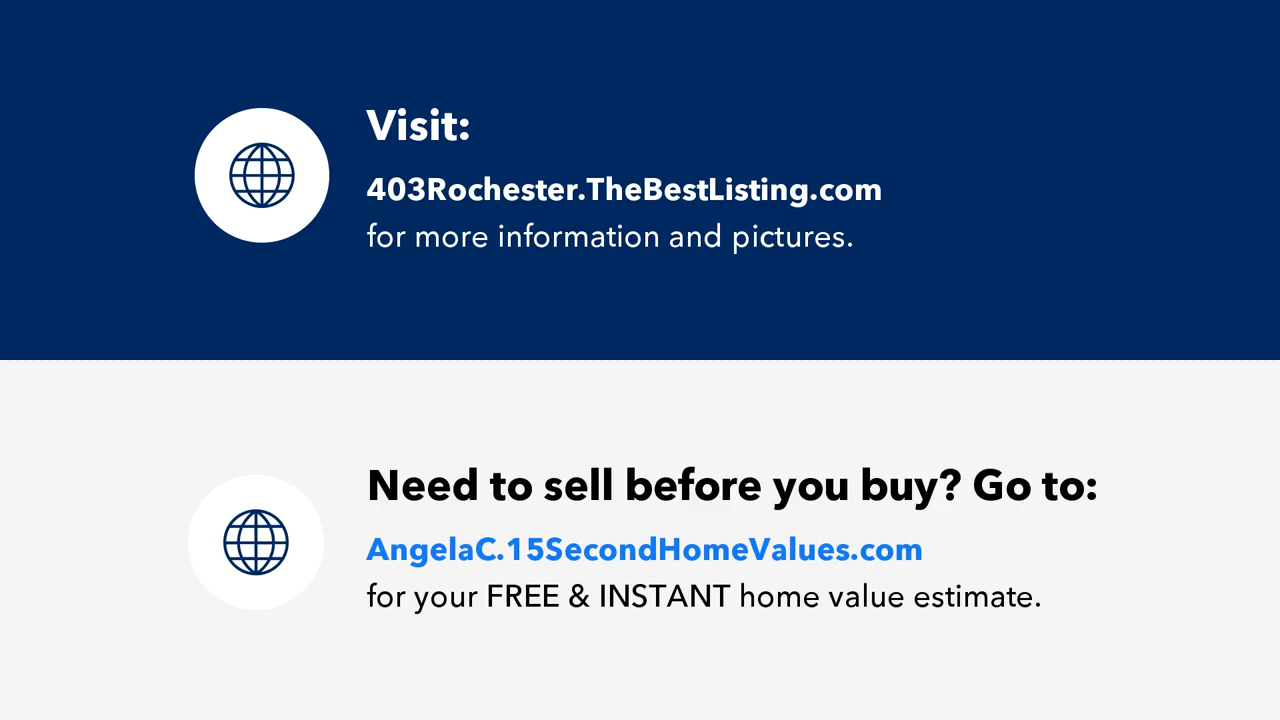 Visit:
403Rochester.TheBestListing.com
for more information and pictures.
Need to sell before you buy? Go to:
AngelaC.15SecondHomeValues.com
for your FREE & INSTANT home value estimate.